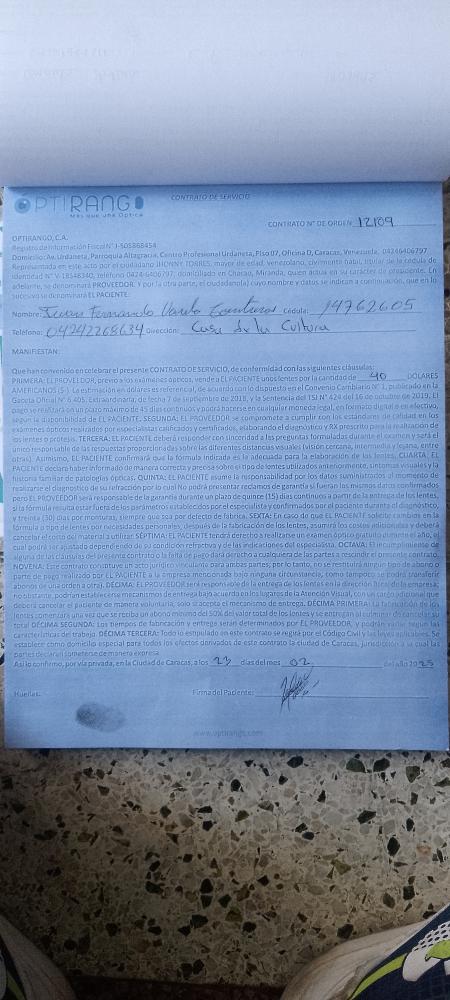 OPTIRANGO
Más que una Óptica
CONTRATO DE SERVICIO
CONTRATO N° DE ORDEN 12109
OPTIRANGO, C.A.
Registro de Información Fiscal N° J-505868454
Domicilio: Av. Urdaneta, Parroquia Altagracia, Centro Profesional Urdaneta, Piso 07, Oficina D, Caracas, Venezuela. 04246406797
Representada en este acto por el ciudadano JHONNY TORRES, mayor de edad, venezolano, civilmente hábil, titular de la cédula de
identidad N° V-18548340, teléfono 0424-6406797; domiciliado en Chacao, Miranda, quien actúa en su carácter de presidente. En
adelante, se denominará PROVEEDOR. Y por la otra parte, el ciudadano(a) cuyo nombre y datos se indican a continuación, que en lo
sucesivo se denominará EL PACIENTE:
Nombre: Juan Fernando Varela Contreras Cédula: 14762605
Teléfono: 04242268634 Dirección: Casa de la Cultura
MANIFIESTAN:
Que han convenido en celebrar el presente CONTRATO DE SERVICIO, de conformidad con las siguientes cláusulas:
PRIMERA: EL PROVEEDOR, previo a los exámenes ópticos, vende a EL PACIENTE unos lentes por la cantidad de 40 DÓLARES
AMERICANOS ($-). La estimación en dólares es referencial, de acuerdo con lo dispuesto en el Convenio Cambiario N° 1, publicado en la
Gaceta Oficial N° 6.405, Extraordinaria, de fecha 7 de septiembre de 2018, y la Sentencia del TSJ N° 424 del 16 de octubre de 2019. El
pago se realizará en un plazo máximo de 45 días continuos y podrá hacerse en cualquier moneda legal, en formato digital o en efectivo,
según la disponibilidad de EL PACIENTE. SEGUNDA: EL PROVEEDOR se compromete a cumplir con los estándares de calidad en los
exámenes ópticos realizados por especialistas calificados y certificados, elaborando el diagnóstico y RX prescrito para la realización de
los lentes o prótesis. TERCERA: EL PACIENTE deberá responder con sinceridad a las preguntas formuladas durante el examen y será el
único responsable de las respuestas proporcionadas sobre las diferentes distancias visuales (visión cercana, intermedia y lejana, entre
otras). Asimismo, EL PACIENTE confirmará que la fórmula indicada es la adecuada para la elaboración de los lentes. CUARTA: EL
PACIENTE declara haber informado de manera correcta y precisa sobre el tipo de lentes utilizados anteriormente, síntomas visuales y la
historia familiar de patologías ópticas. QUINTA: EL PACIENTE asume la responsabilidad por los datos suministrados al momento de
realizarse el diagnóstico de su refracción por lo cual No podrá presentar reclamos de garantía si fueran los mismos datos confirmados
pero EL PROVEEDOR será responsable de la garantía durante un plazo de quince (15) días continuos a partir de la entrega de los lentes,
si la fórmula resulta estar fuera de los parámetros establecidos por el especialista y confirmados por el paciente durante el diagnóstico,
y treinta (30) días por monturas, siempre que sea por defecto de fábrica. SEXTA: En caso de que EL PACIENTE solicite cambios en la
fórmula o tipo de lentes por necesidades personales, después de la fabricación de los lentes, asumirá los costos adicionales y deberá
cancelar el costo del material a utilizar. SÉPTIMA: EL PACIENTE tendrá derecho a realizarse un examen óptico gratuito durante el año, el
cual podrá ser ajustado dependiendo de su condición refractiva y de las indicaciones del especialista. OCTAVA: El incumplimiento de
alguna de las cláusulas del presente contrato o la falta de pago dará derecho a cualquiera de las partes a rescindir el presente contrato.
NOVENA: Este contrato constituye un acto jurídico vinculante para ambas partes; por lo tanto, no se restituirá ningún tipo de abono o
parte de pago realizado por EL PACIENTE a la empresa mencionada bajo ninguna circunstancia, como tampoco se podrá transferir
abonos de una orden a otra). DÉCIMA: EL PROVEEDOR será responsable de la entrega de los lentes en la dirección fiscal de la empresa;
no obstante, podrían establecerse mecanismos de entrega bajo acuerdo en los lugares de la Atención Visual, con un cargo adicional que
deberá cancelar el paciente de manera voluntaria, solo si acepta el mecanismo de entrega. DÉCIMA PRIMERA: La fabricación de los
lentes comenzará una vez que se reciba un abono mínimo del 50% del valor total de los lentes y se entregarán al culminar de cancelar su
total. DÉCIMA SEGUNDA: Los tiempos de fabricación y entrega serán determinados por EL PROVEEDOR, y podrán variar según las
características del trabajo. DÉCIMA TERCERA: Todo lo estipulado en este contrato se regirá por el Código Civil y las leyes aplicables. Se
establece como domicilio especial para todos los efectos derivados de este contrato la ciudad de Caracas, jurisdicción a la cual las
partes declaran someterse de manera expresa.
Así lo confirmo, por vía privada, en la Ciudad de Caracas, a los 23 días del mes 02 del año 2025
Huellas: Firma del Paciente:
www.optirango.com